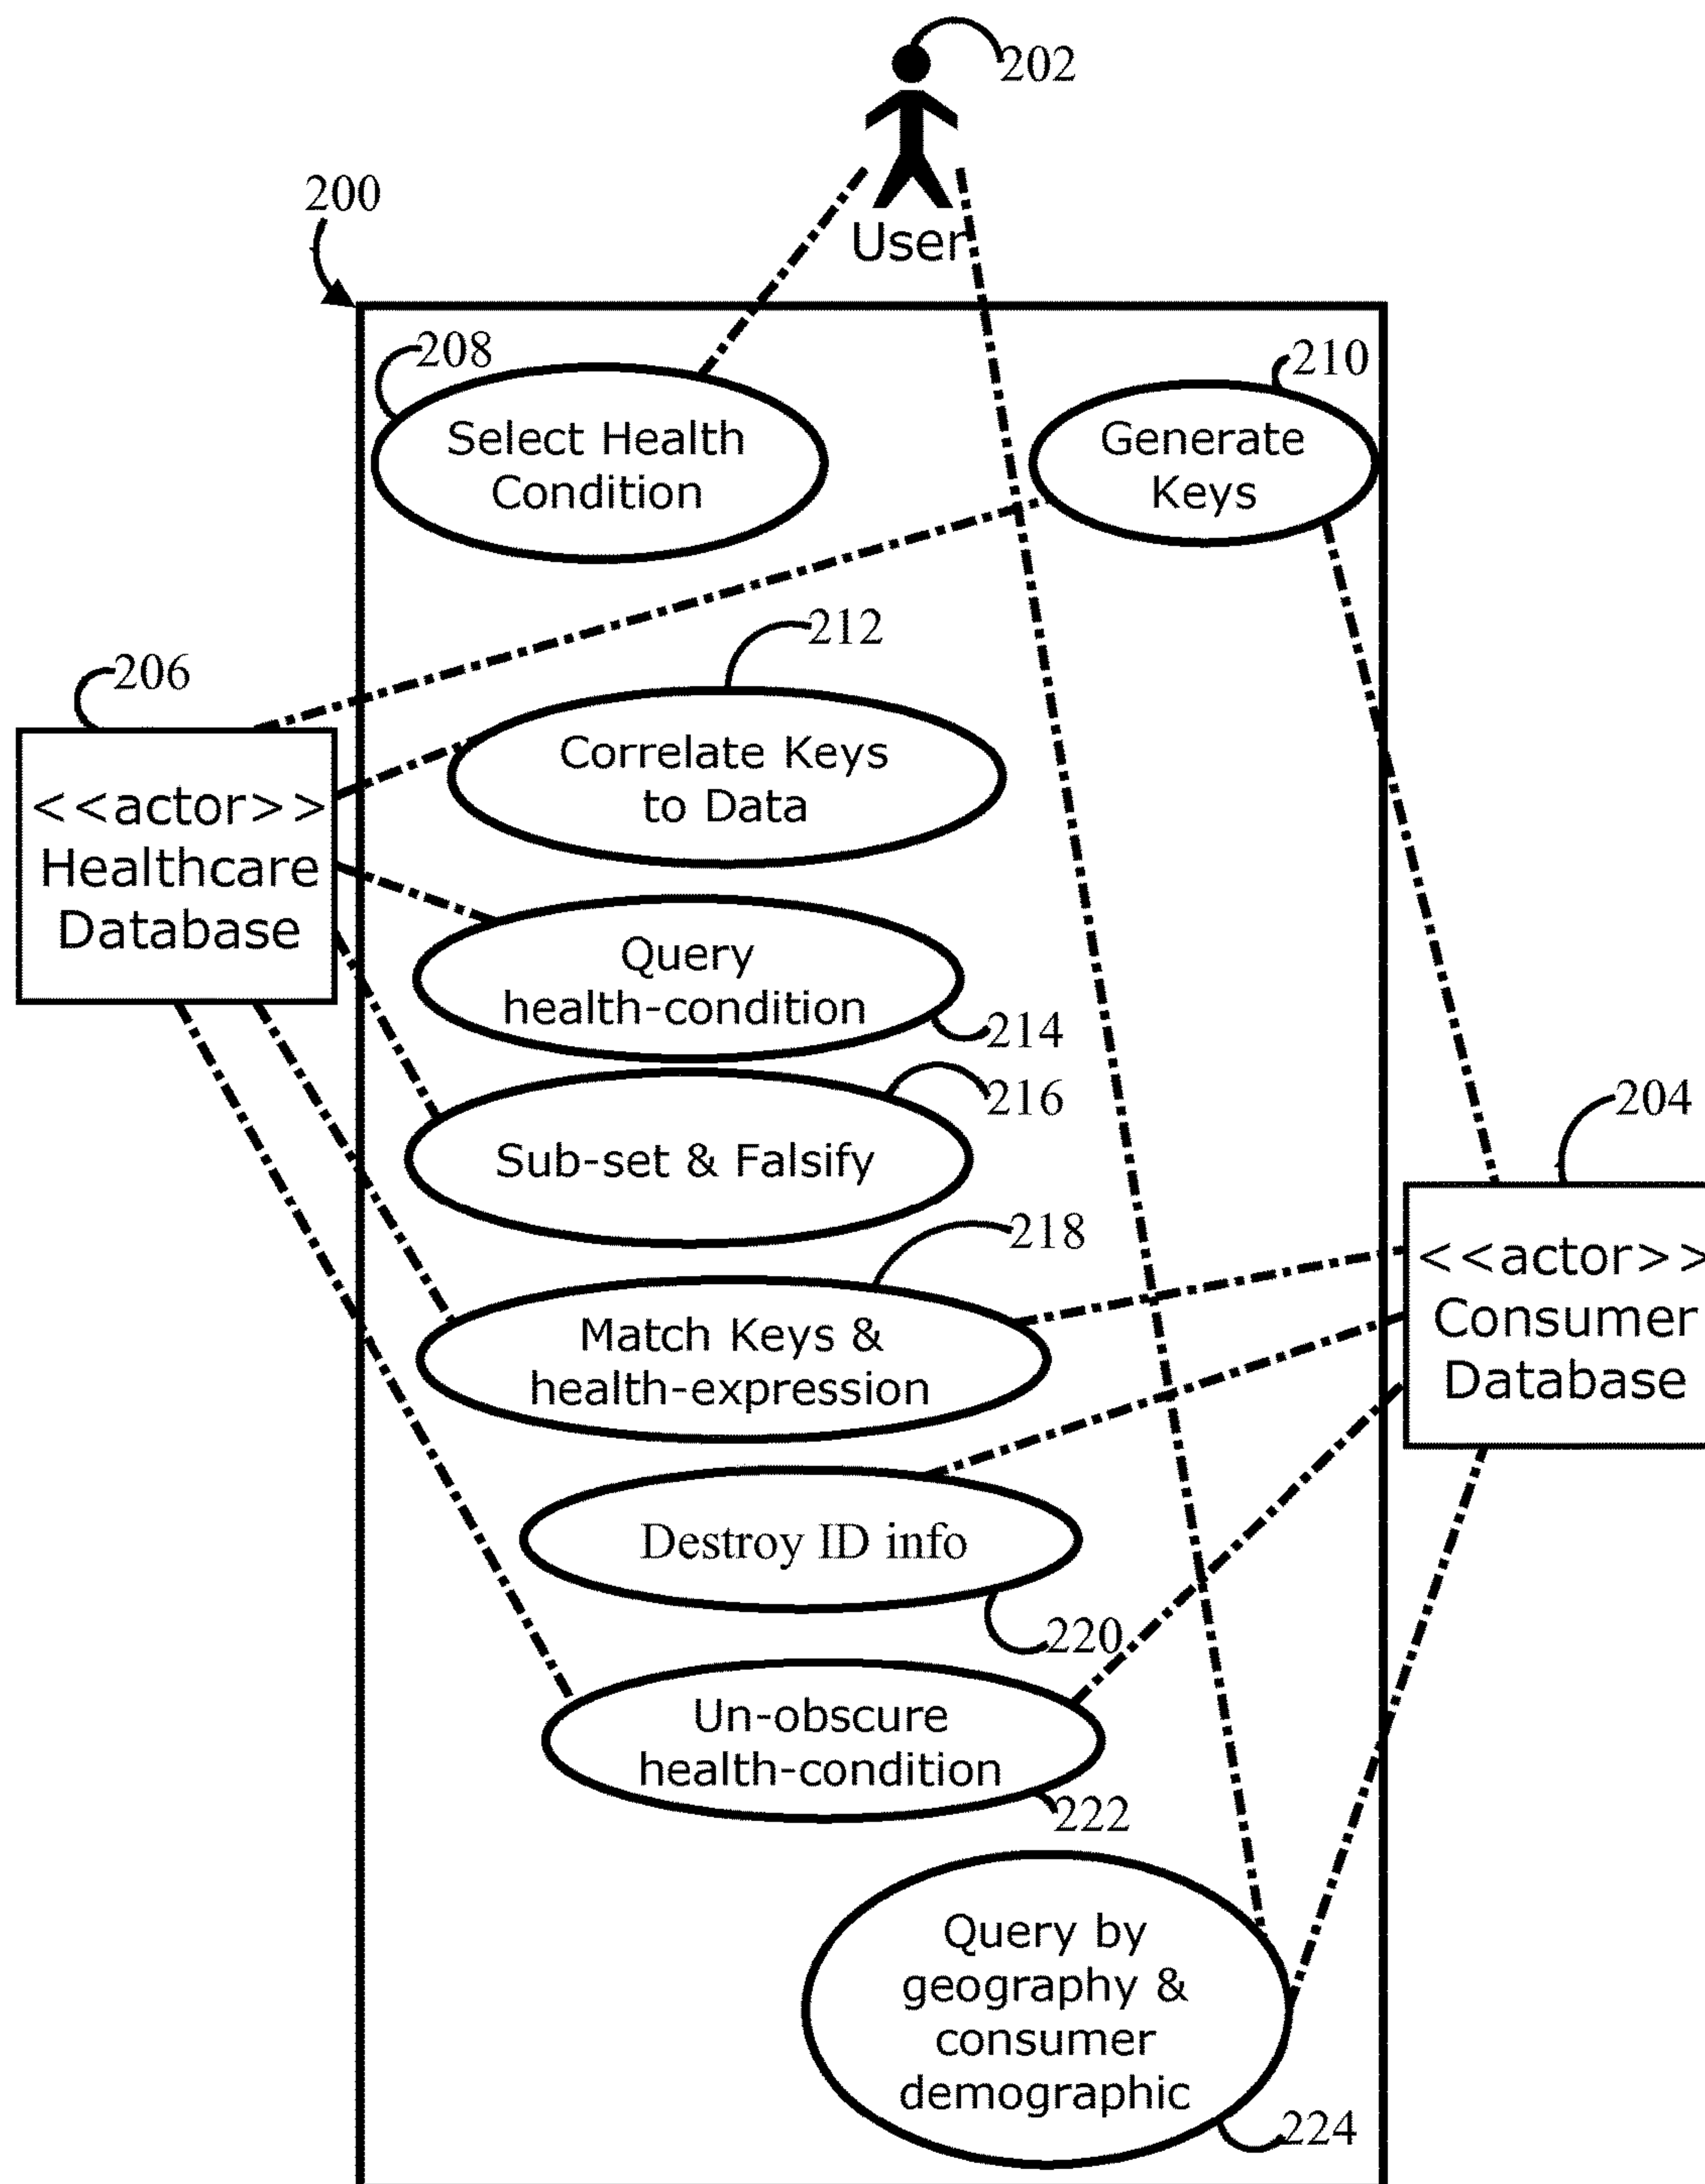 202
200
User
208
210
Select Health
Condition
Generate
Keys
212
206
Correlate Keys
to Data
<<actor>>
Healthcare
Database
Query
health-condition
214
216
204
Sub-set & Falsify
218
<<actor>>
Consumer
Database
Match Keys &
health-expression
Destroy ID info
220
Un-obscure
health-condition
222
Query by
geography &
consumer
demographic
224